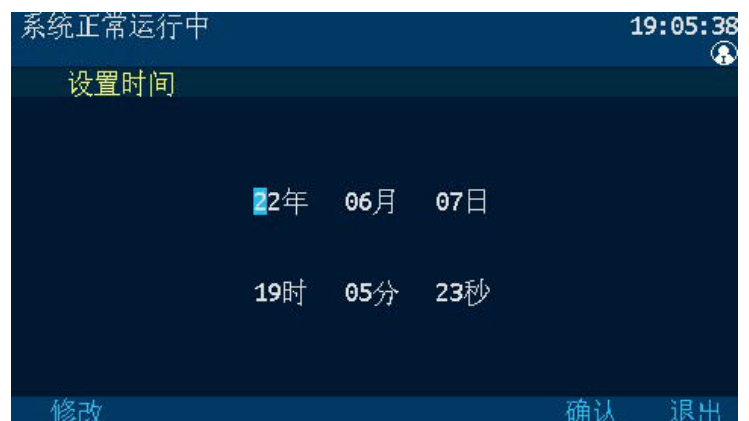 系统正常运行中 19:05:38
设置时间
22年 06月 07日
19时 05分 23秒
修改 确认 退出